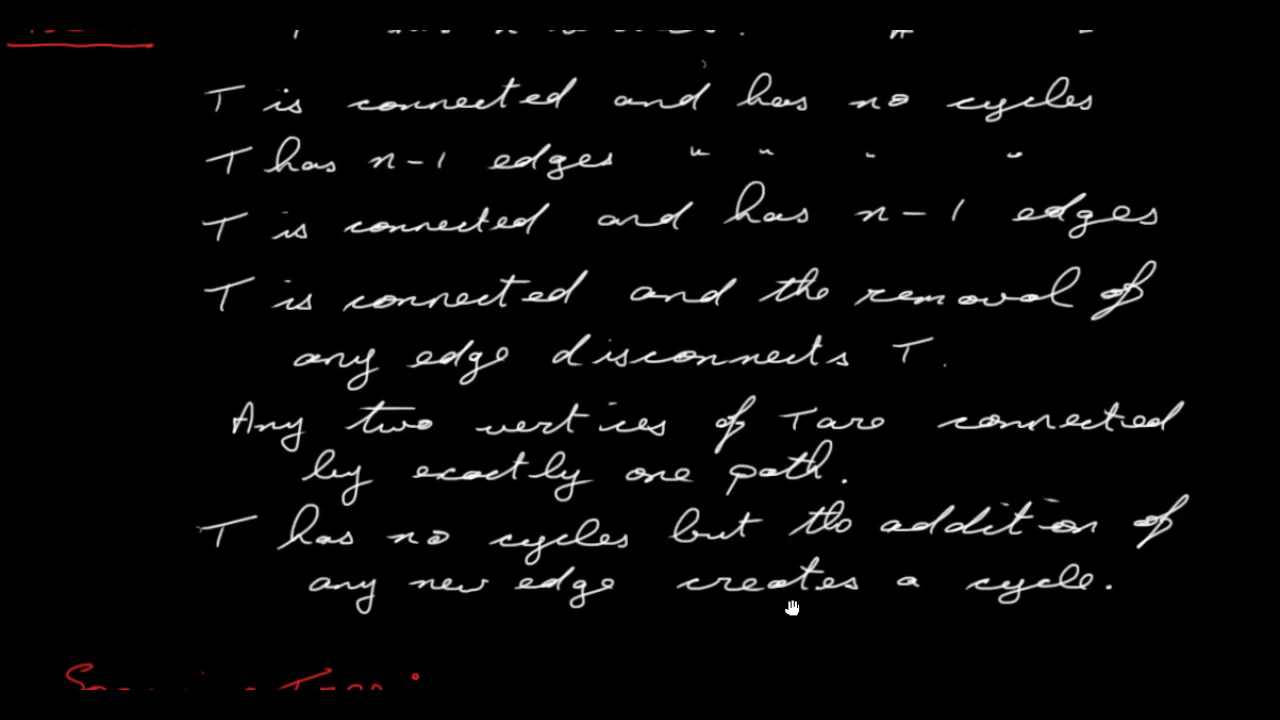 T is connected and has no cycles
T has n-1 edges " " " "
T is connected and has n-1 edges
T is connected and the removal of
any edge disconnects T.
Any two vertices of T are connected
by exactly one path.
T has no cycles but the addition of
any new edge creates a cycle.